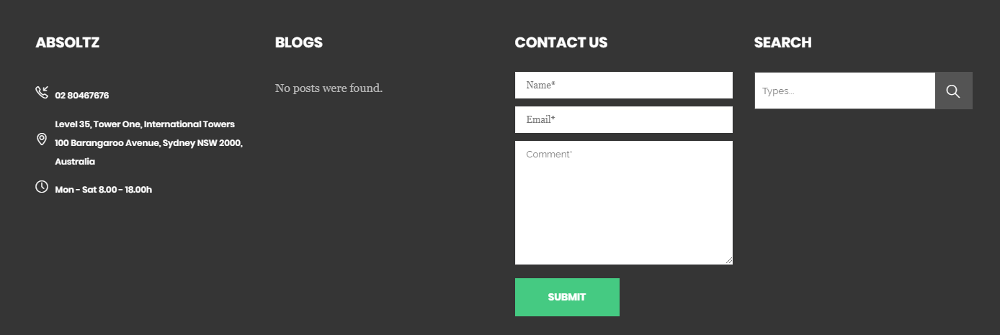 ABSOLTZ
02 80467676
Level 35, Tower One, International Towers
100 Barangaroo Avenue, Sydney NSW 2000,
Australia
Mon - Sat 8.00 - 18.00h
BLOGS
No posts were found.
CONTACT US
Name*
Email*
Comment*
SUBMIT
SEARCH
Types...